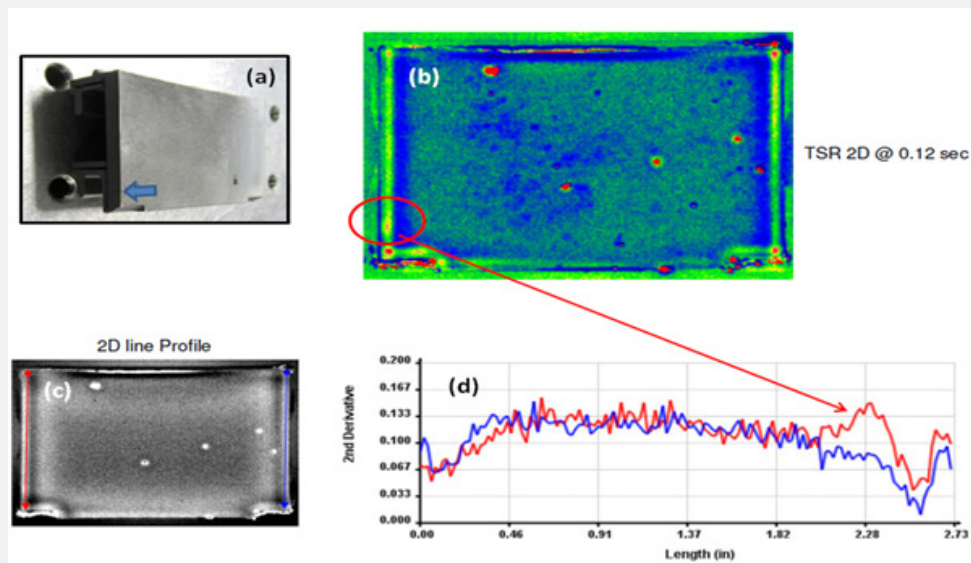 (a)
(b)
TSR 2D @ 0.12 sec
2D line Profile
(c)
(d)
2nd Derivative
0.200
0.167
0.133
0.100
0.067
0.033
0.000
0.00 0.46 0.91 1.37 1.82 2.28 2.73
Length (in)